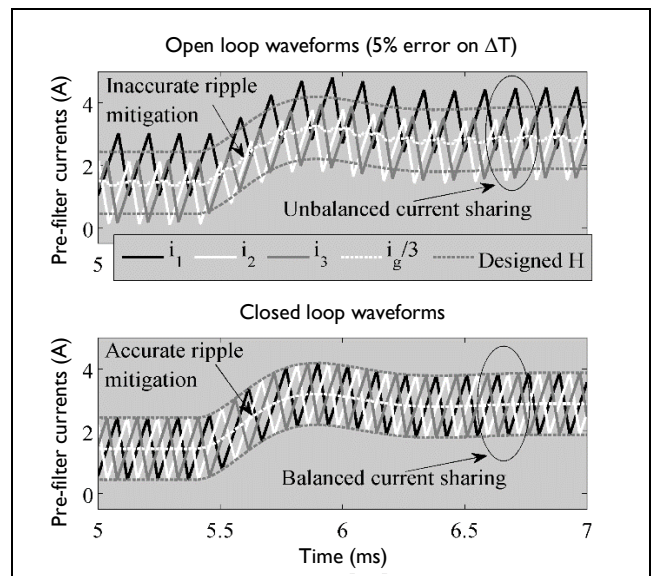 Open loop waveforms (5% error on ΔT)
Pre-filter currents (A)
4
2
0
Inaccurate ripple
mitigation
Unbalanced current sharing
5
i1 i2 i3 ig/3 Designed H
Closed loop waveforms
Pre-filter currents (A)
4
2
0
Accurate ripple
mitigation
Balanced current sharing
5 5.5 6 6.5 7
Time (ms)